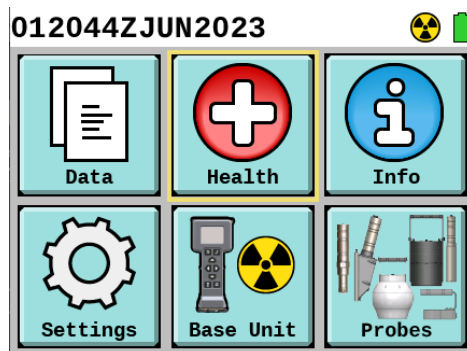 012044ZJUN2023
Data
Health
Info
Settings
Base Unit
Probes